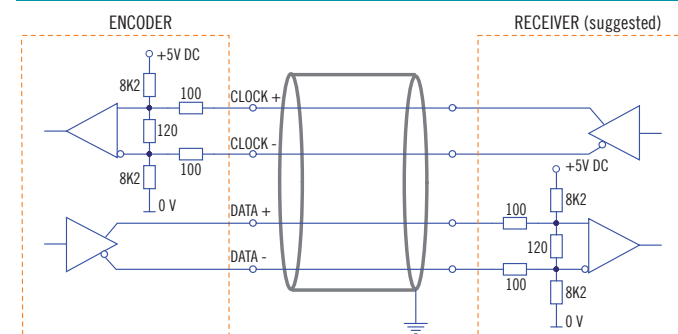 ENCODER
RECEIVER (suggested)
+5V DC
8K2
100
CLOCK +
120
CLOCK -
8K2
100
0 V
+5V DC
8K2
DATA +
100
120
DATA -
100
8K2
0 V